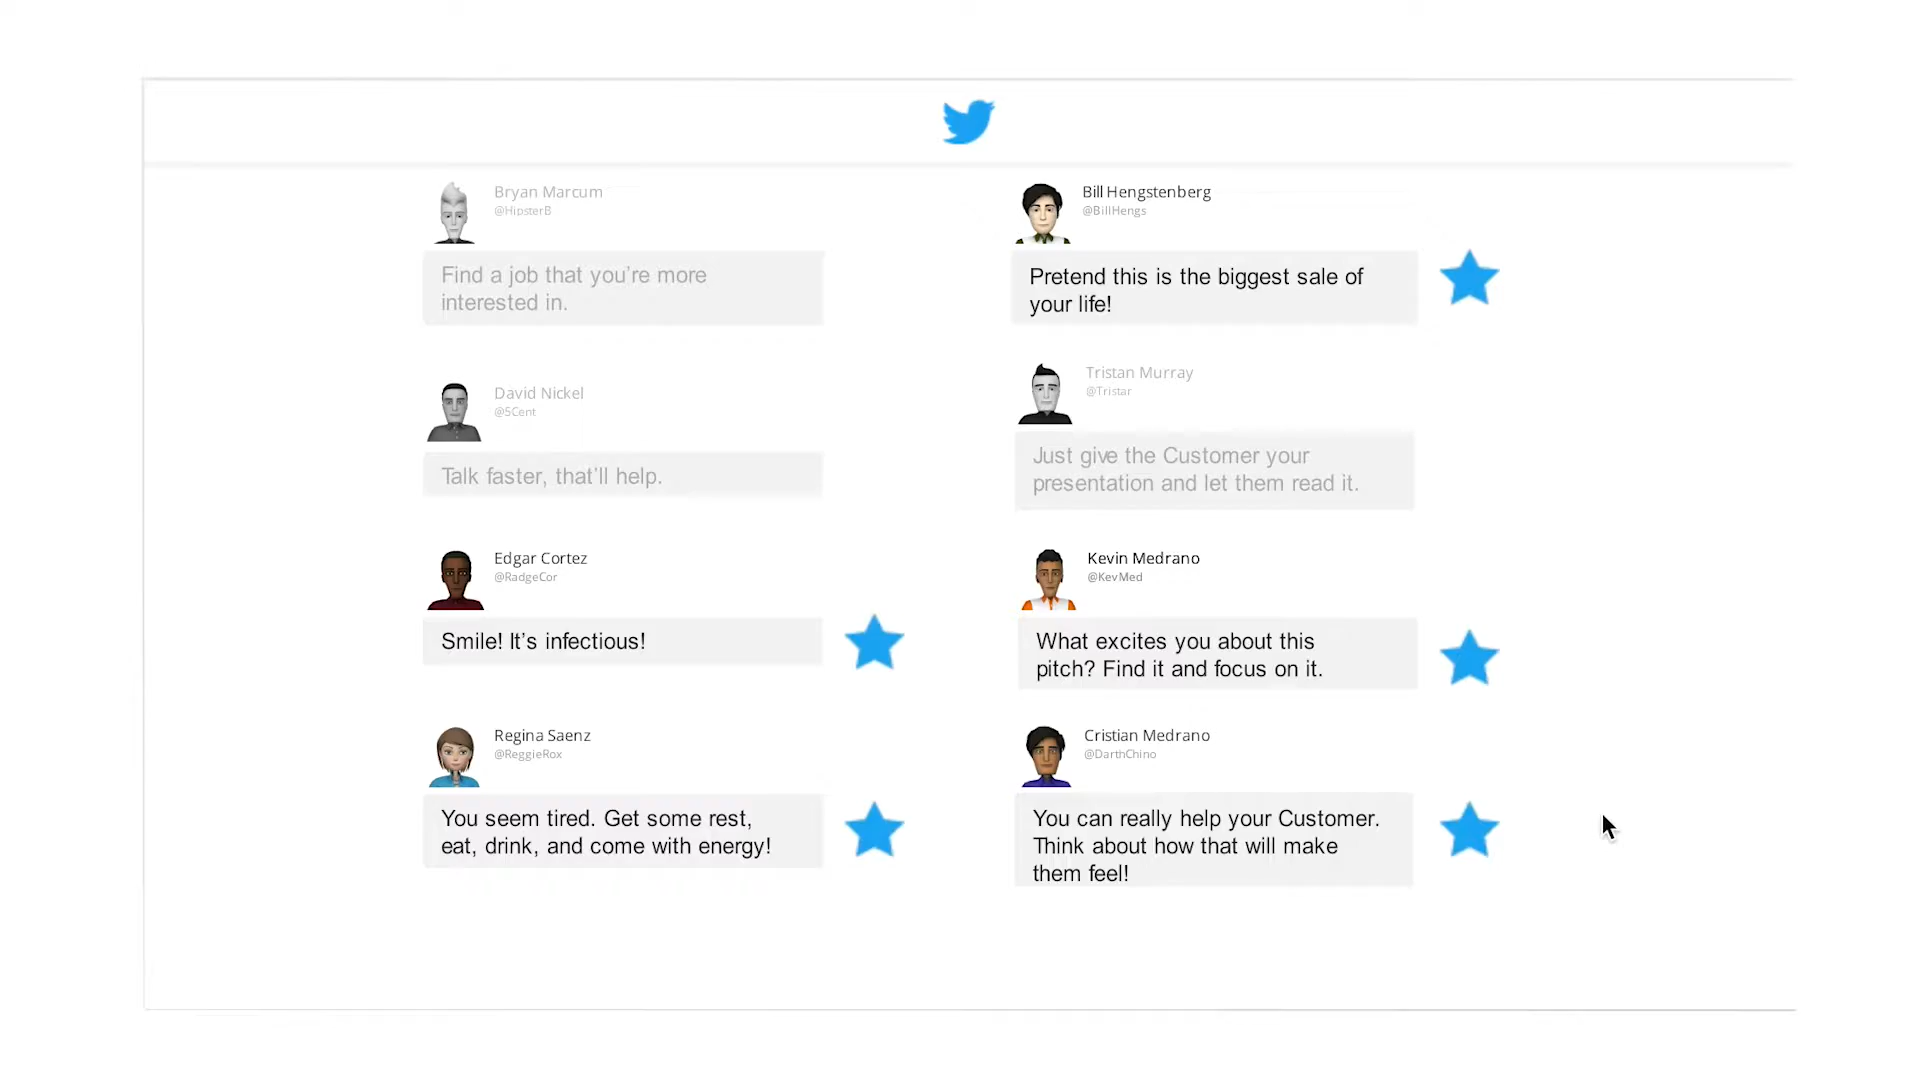 Bryan Marcum
@HipsterB
Find a job that you’re more
interested in.
David Nickel
@5Cent
Talk faster, that’ll help.
Edgar Cortez
@RadgeCor
Smile! It’s infectious!
Regina Saenz
@ReggieRox
You seem tired. Get some rest,
eat, drink, and come with energy!
Bill Hengstenberg
@BillHengs
Pretend this is the biggest sale of
your life!
Tristan Murray
@Tristar
Just give the Customer your
presentation and let them read it.
Kevin Medrano
@KevMed
What excites you about this
pitch? Find it and focus on it.
Cristian Medrano
@DarthChino
You can really help your Customer.
Think about how that will make
them feel!